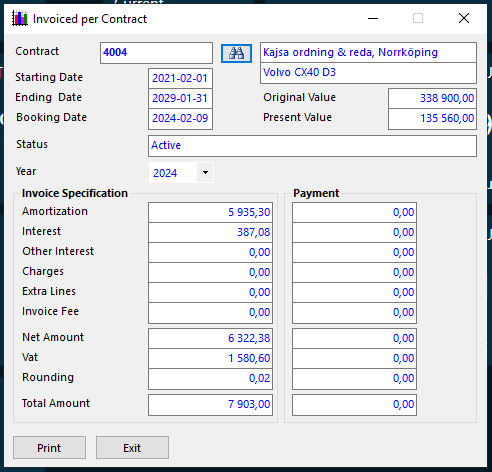 Invoiced per Contract
Contract 4004 Kajsa ordning & reda, Norrköping
Volvo CX40 D3
Starting Date 2021-02-01
Ending Date 2029-01-31 Original Value 338 900,00
Booking Date 2024-02-09 Present Value 135 560,00
Status Active
Year 2024
Invoice Specification Payment
Amortization 5 935,30 0,00
Interest 387,08 0,00
Other Interest 0,00 0,00
Charges 0,00 0,00
Extra Lines 0,00 0,00
Invoice Fee 0,00 0,00
Net Amount 6 322,38 0,00
Vat 1 580,60 0,00
Rounding 0,02 0,00
Total Amount 7 903,00 0,00
Print Exit